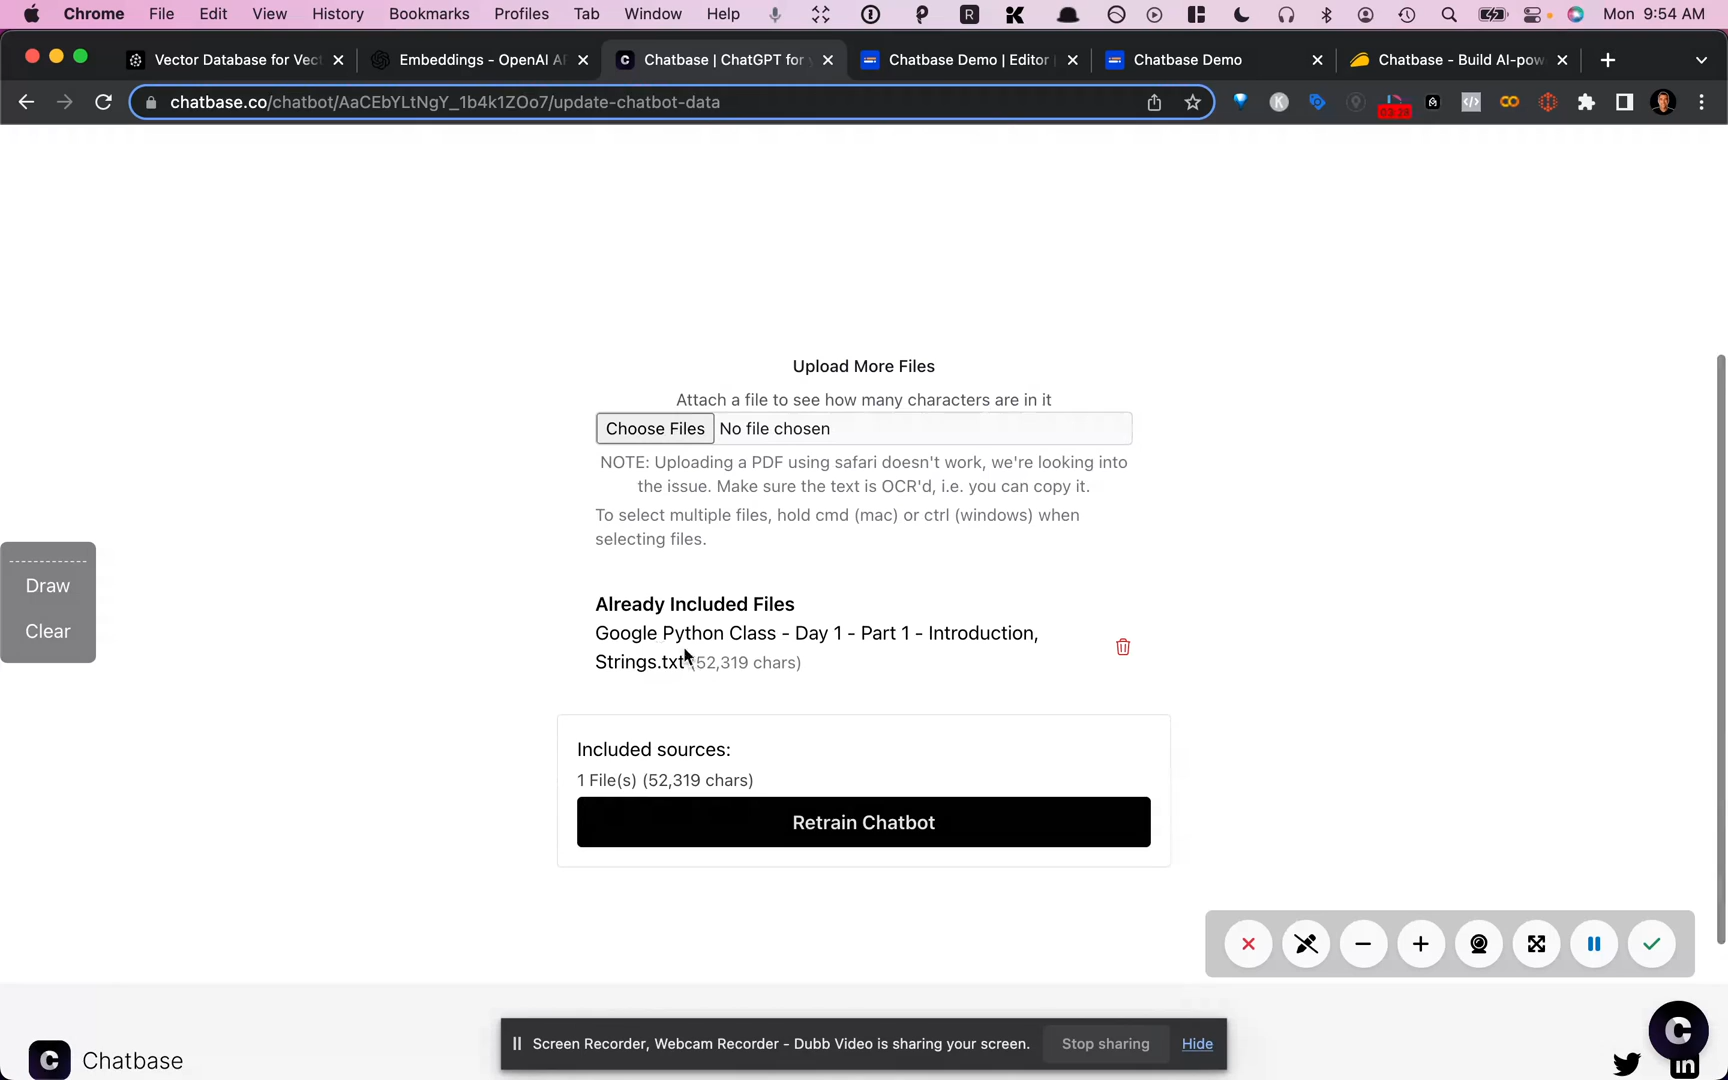 Chrome File Edit View History Bookmarks Profiles Tab Window Help Mon 9:54 AM
Vector Database for Vect
Embeddings - OpenAI AP
Chatbase | ChatGPT for y
Chatbase Demo | Editor
Chatbase Demo
Chatbase - Build AI-pow
chatbase.co/chatbot/AaCEbYLtNgY_1b4k1ZOo7/update-chatbot-data
03:28
Upload More Files
Attach a file to see how many characters are in it
Choose Files No file chosen
NOTE: Uploading a PDF using safari doesn't work, we're looking into
the issue. Make sure the text is OCR'd, i.e. you can copy it.
To select multiple files, hold cmd (mac) or ctrl (windows) when
selecting files.
Draw
Clear
Already Included Files
Google Python Class - Day 1 - Part 1 - Introduction,
Strings.txt (52,319 chars)
Included sources:
1 File(s) (52,319 chars)
Retrain Chatbot
Screen Recorder, Webcam Recorder - Dubb Video is sharing your screen. Stop sharing Hide
Chatbase